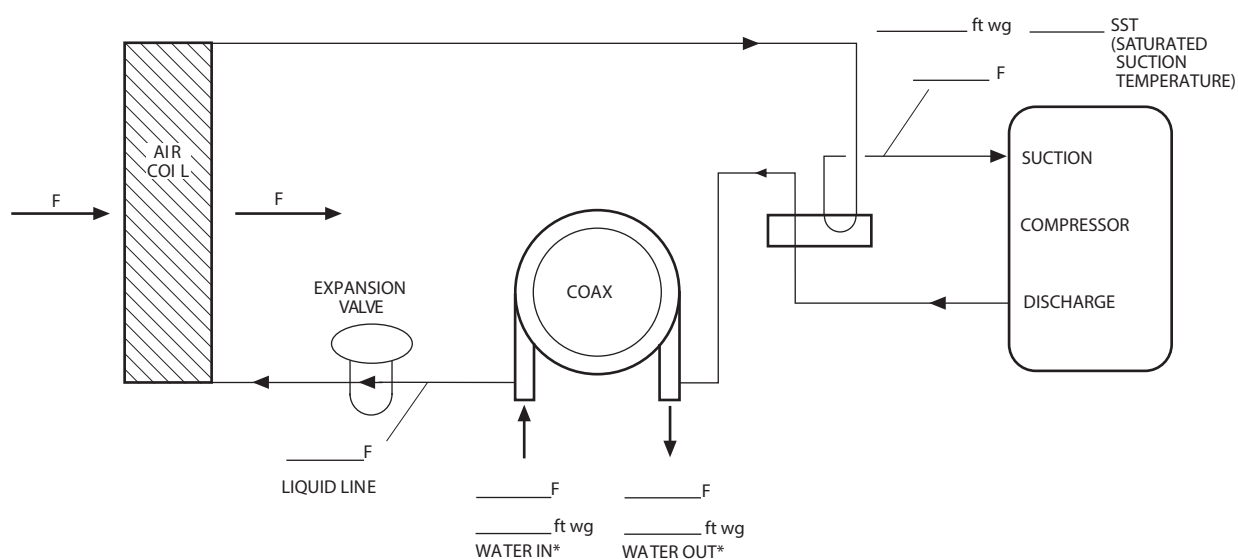 ft wg
SST
(SATURATED
SUCTION
TEMPERATURE)
F
AIR
COIL
SUCTION
F
F
COMPRESSOR
EXPANSION
VALVE
COAX
DISCHARGE
F
LIQUID LINE
F
F
ft wg
ft wg
WATER IN*
WATER OUT*